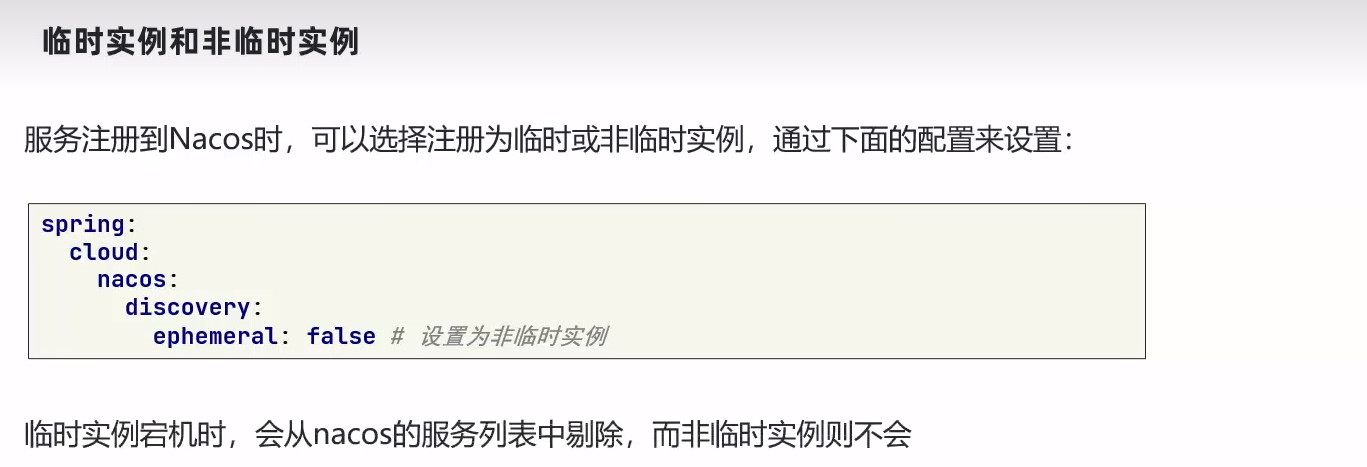 临时实例和非临时实例
服务注册到Nacos时，可以选择注册为临时或非临时实例，通过下面的配置来设置：
spring:
  cloud:
    nacos:
      discovery:
        ephemeral: false # 设置为非临时实例
临时实例宕机时，会从nacos的服务列表中剔除，而非临时实例则不会